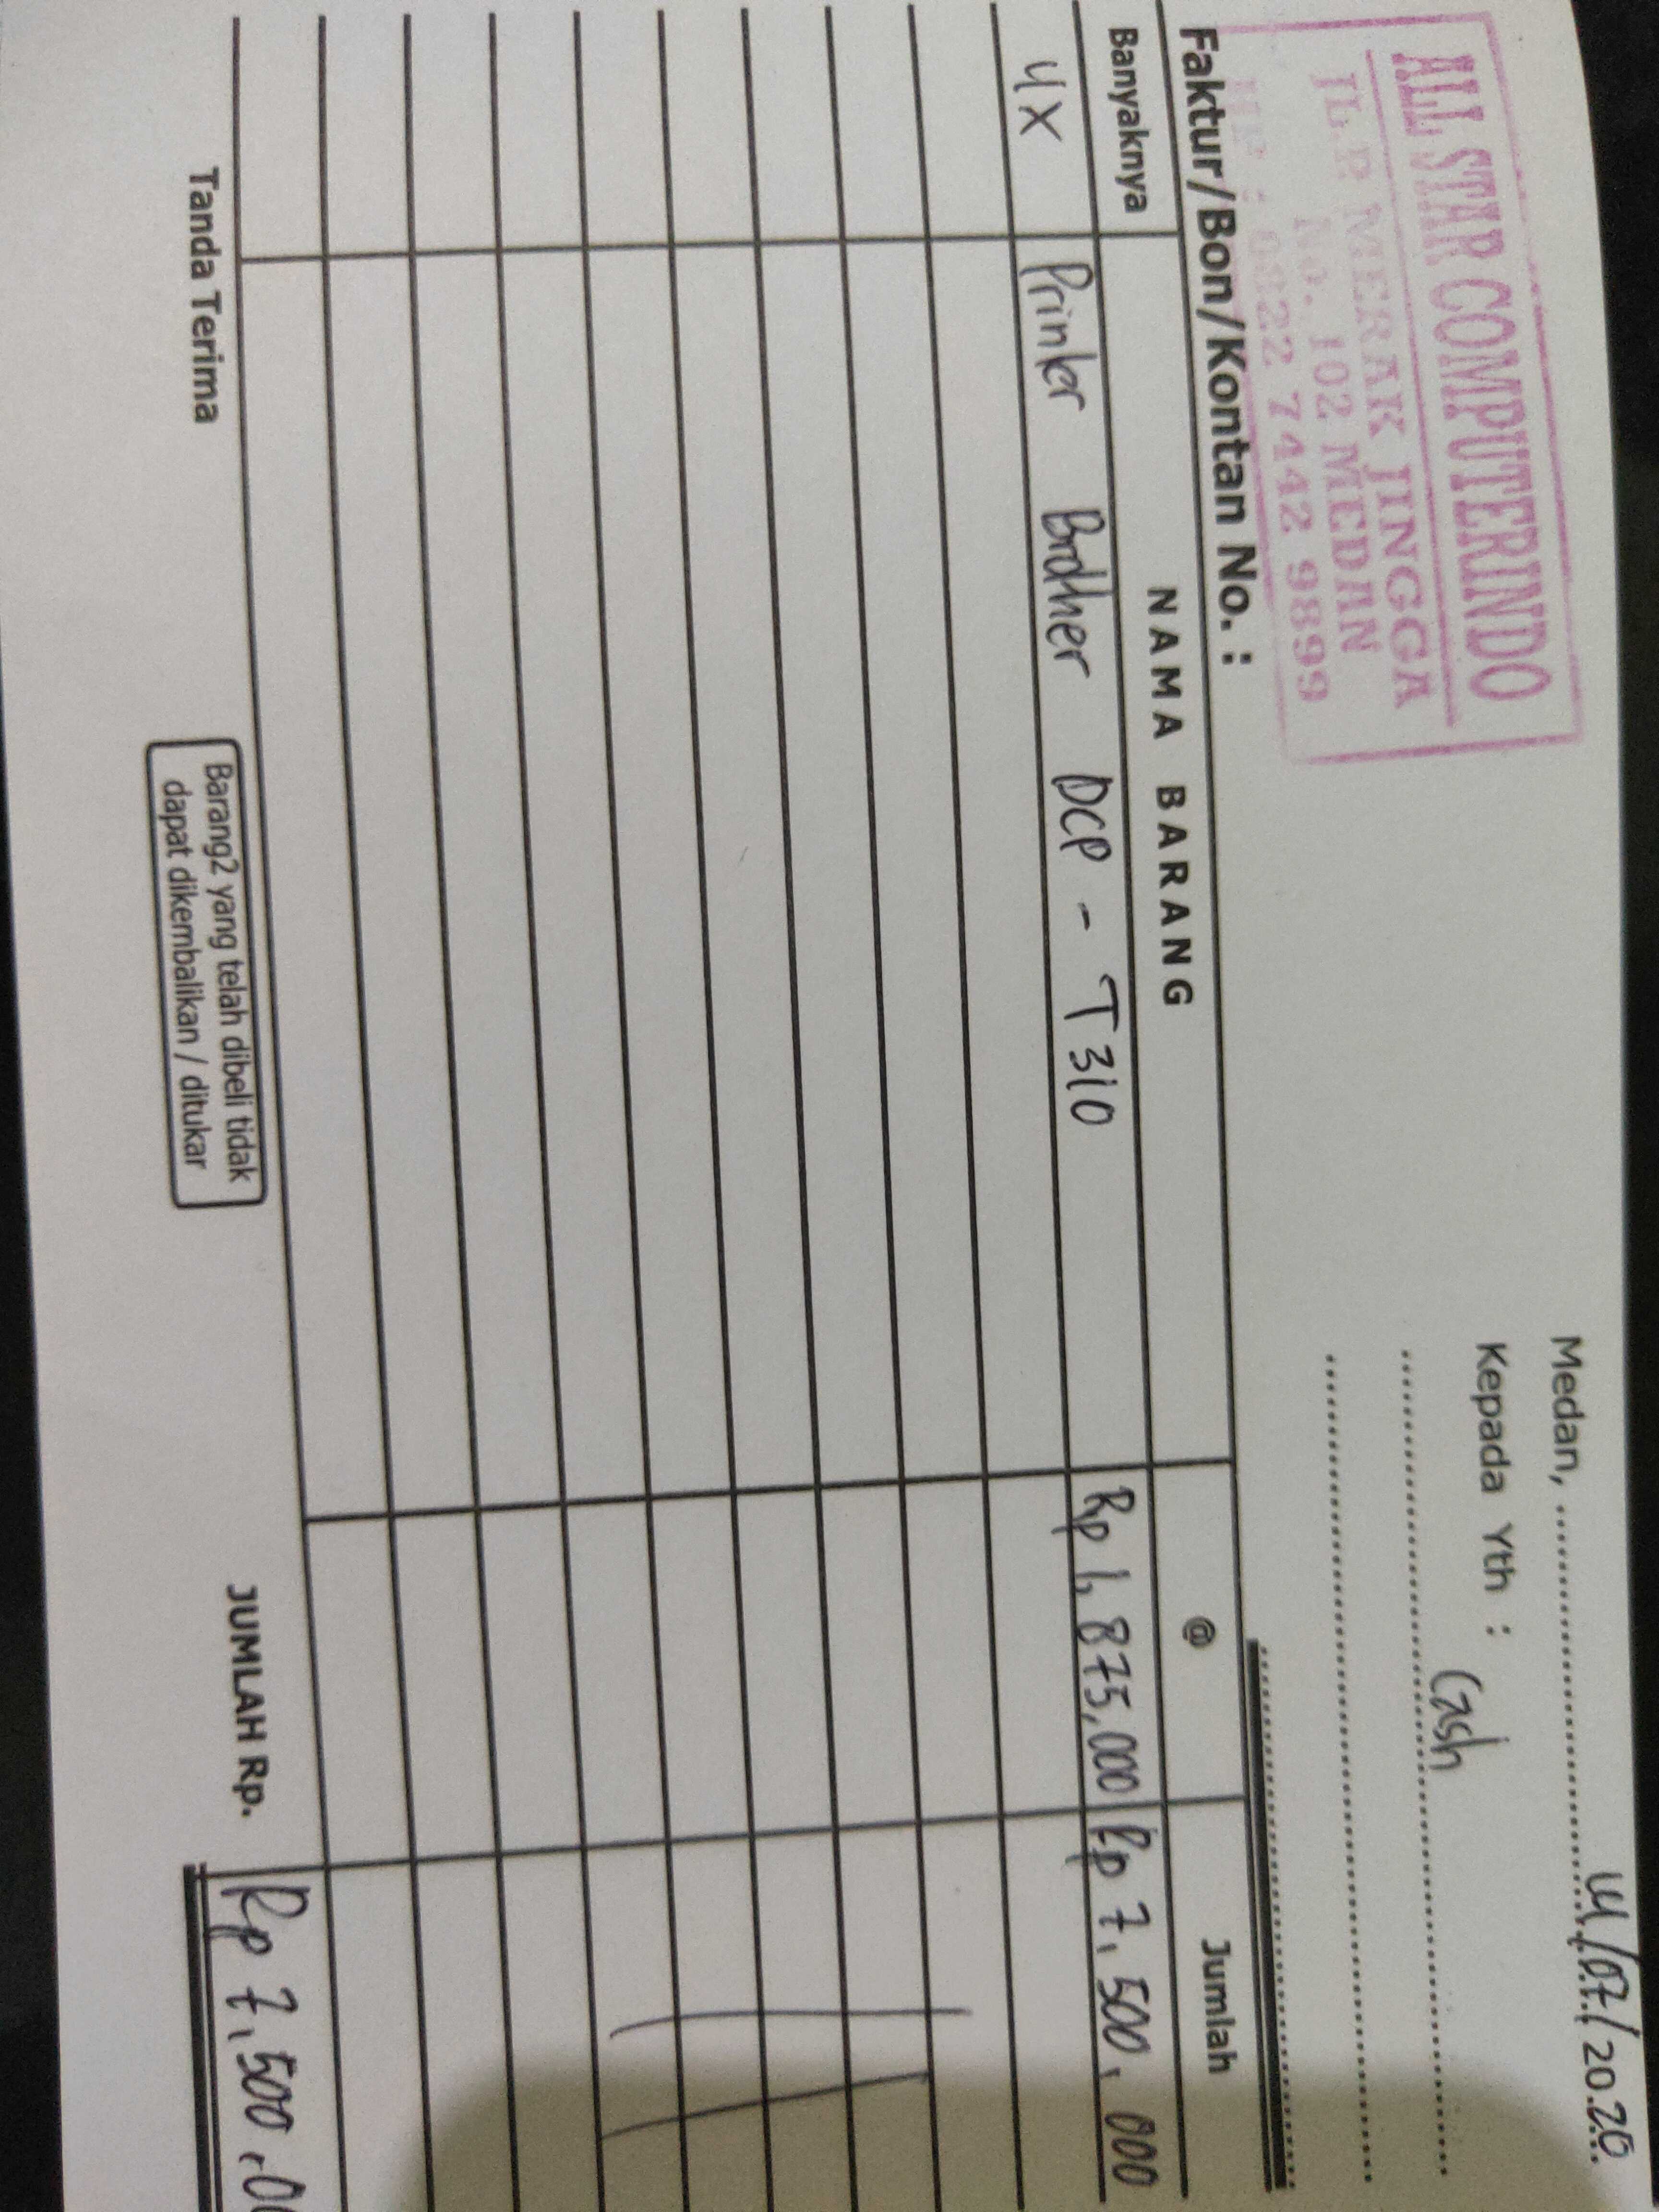 ALL STAR COMPUTERINDO
JL.P MERAK JINGGA
No. 102 MEDAN
HP : 0822 7442 9899
Medan, /07/2020
Kepada Yth :
Cash
Faktur/Bon/Kontan No. :
Banyaknya NAMA BARANG @ Jumlah
4X Printer Brother DCP - T310 Rp 1,875,000 Rp 7,500,000
Tanda Terima
Barang2 yang telah dibeli tidak
dapat dikembalikan / ditukar
JUMLAH Rp. Rp 7,500,0